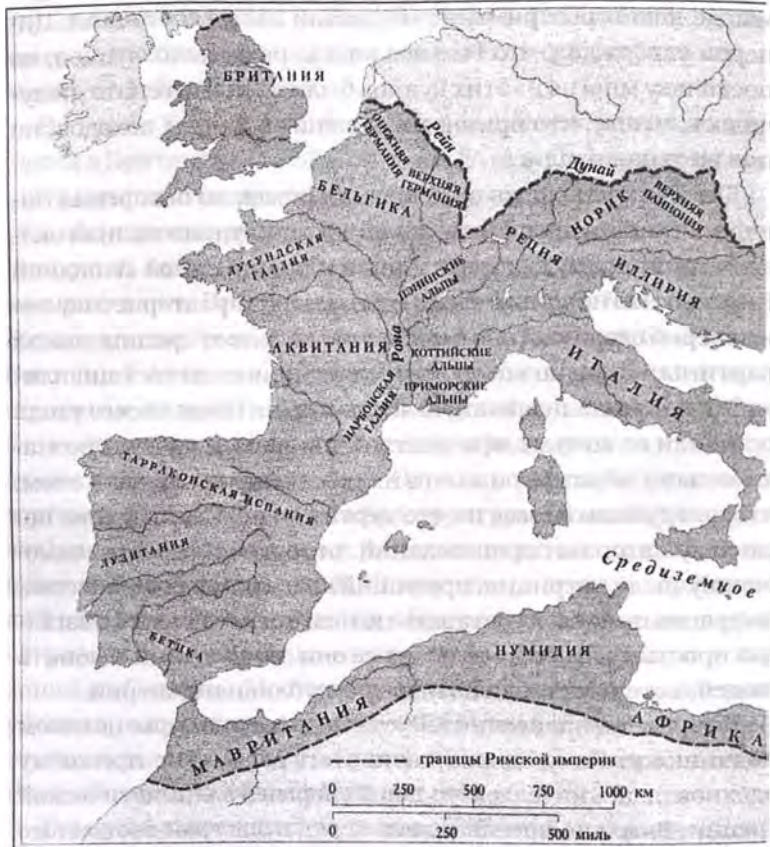 БРИТАНИЯ
Рейн
НИЖНЯЯ
ГЕРМАНИЯ
ВЕРХНЯЯ
ГЕРМАНИЯ
БЕЛЬГИКА
Дунай
НОРИК
ВЕРХНЯЯ
ПАННОНИЯ
РЕЦИЯ
ИЛЛИРИЯ
ЛУГУНДСКАЯ
ГАЛЛИЯ
ПЭНИНСКИЕ
АЛЬПЫ
АКВИТАНИЯ
Рона
КОТТИЙСКИЕ
АЛЬПЫ
ПРИМОРСКИЕ
АЛЬПЫ
НАРБОНСКАЯ
ГАЛЛИЯ
ИТАЛИЯ
ТАРРАКОНСКАЯ ИСПАНИЯ
ЛУЗИТАНИЯ
БЕТИКА
Средиземное
НУМИДИЯ
МАВРИТАНИЯ
АФРИКА
границы Римской империи
0 250 500 750 1000 км
0 250 500 миль